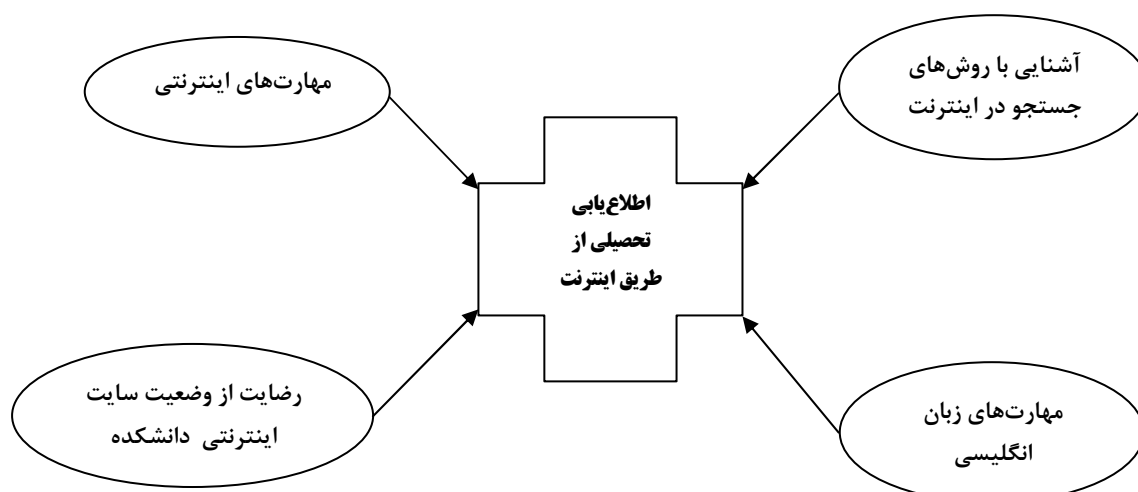 آشنایی با روش‌های
جستجو در اینترنت
مهارت‌های اینترنتی
اطلاع‌یابی
تحصیلی از
طریق اینترنت
مهارت‌های زبان
انگلیسی
رضایت از وضعیت سایت
اینترنتی دانشکده